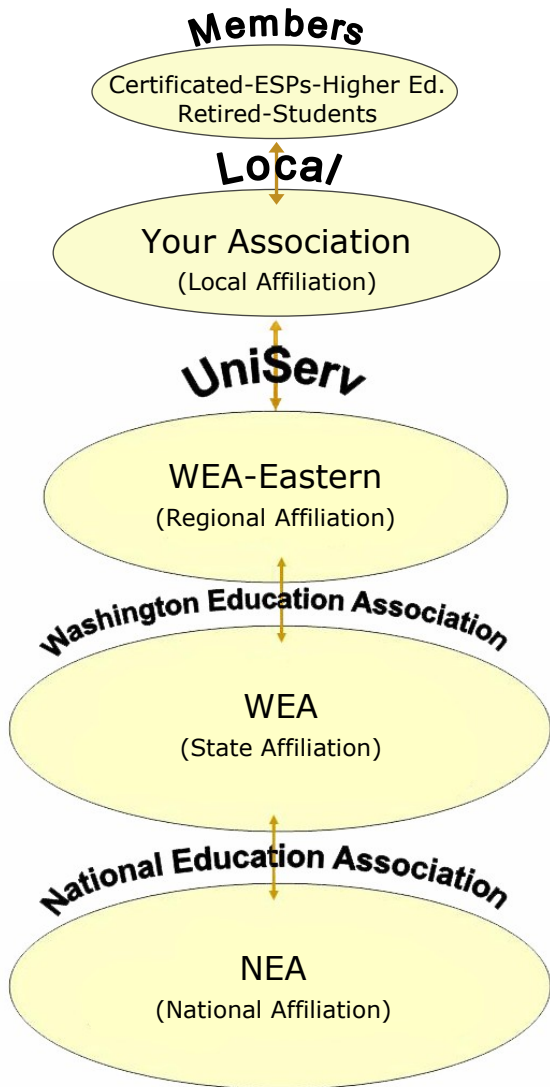 Members
Certificated-ESPs-Higher Ed.
Retired-Students
Local
Your Association
(Local Affiliation)
UniServ
WEA-Eastern
(Regional Affiliation)
Washington Education Association
WEA
(State Affiliation)
National Education Association
NEA
(National Affiliation)